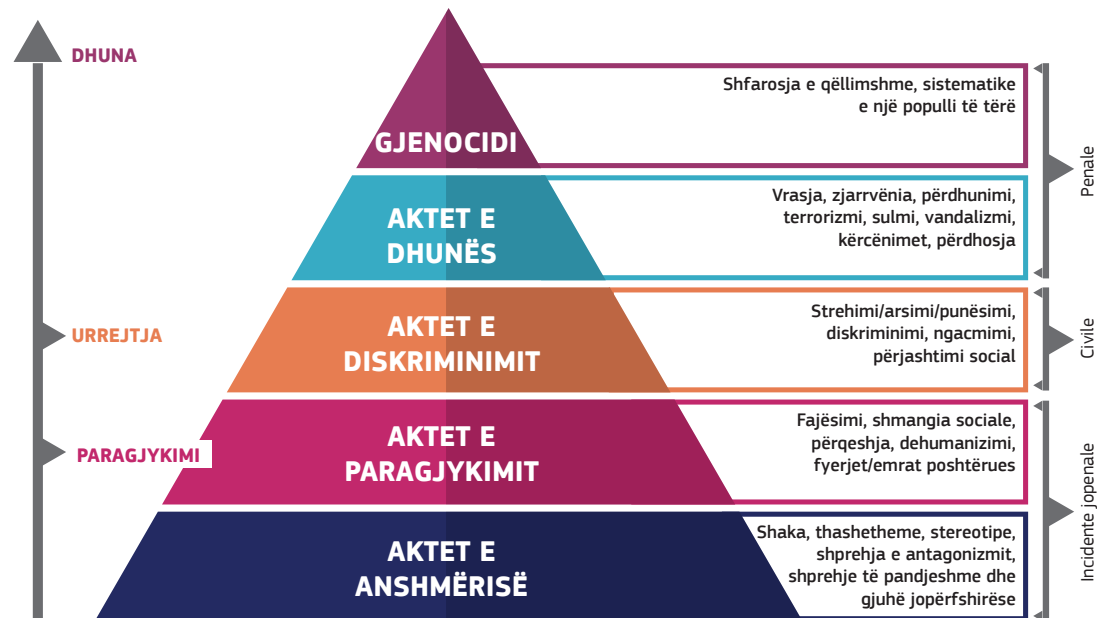 DHUNA
Shfarosja e qëllimshme, sistematike
e një populli të tërë
GJENOCIDI
Penale
Vrasja, zjarrvënia, përdhunimi,
terrorizmi, sulmi, vandalizmi,
kërcënimet, përdhosja
AKTET E
DHUNËS
URREJTJA
AKTET E
DISKRIMINIMIT
Strehimi/arsimi/punësimi,
diskriminimi, ngacmimi,
përjashtimi social
Civile
PARAGJYKIMI
AKTET E
PARAGJYKIMIT
Fajësimi, shmangia sociale,
përqeshja, dehumanizimi,
fyerjet/emrat poshtërues
Incidente jopenale
AKTET E
ANSHMËRISË
Shaka, thashetheme, stereotipe,
shprehja e antagonizmit,
shprehje të pandjeshme dhe
gjuhë jopërfshirëse